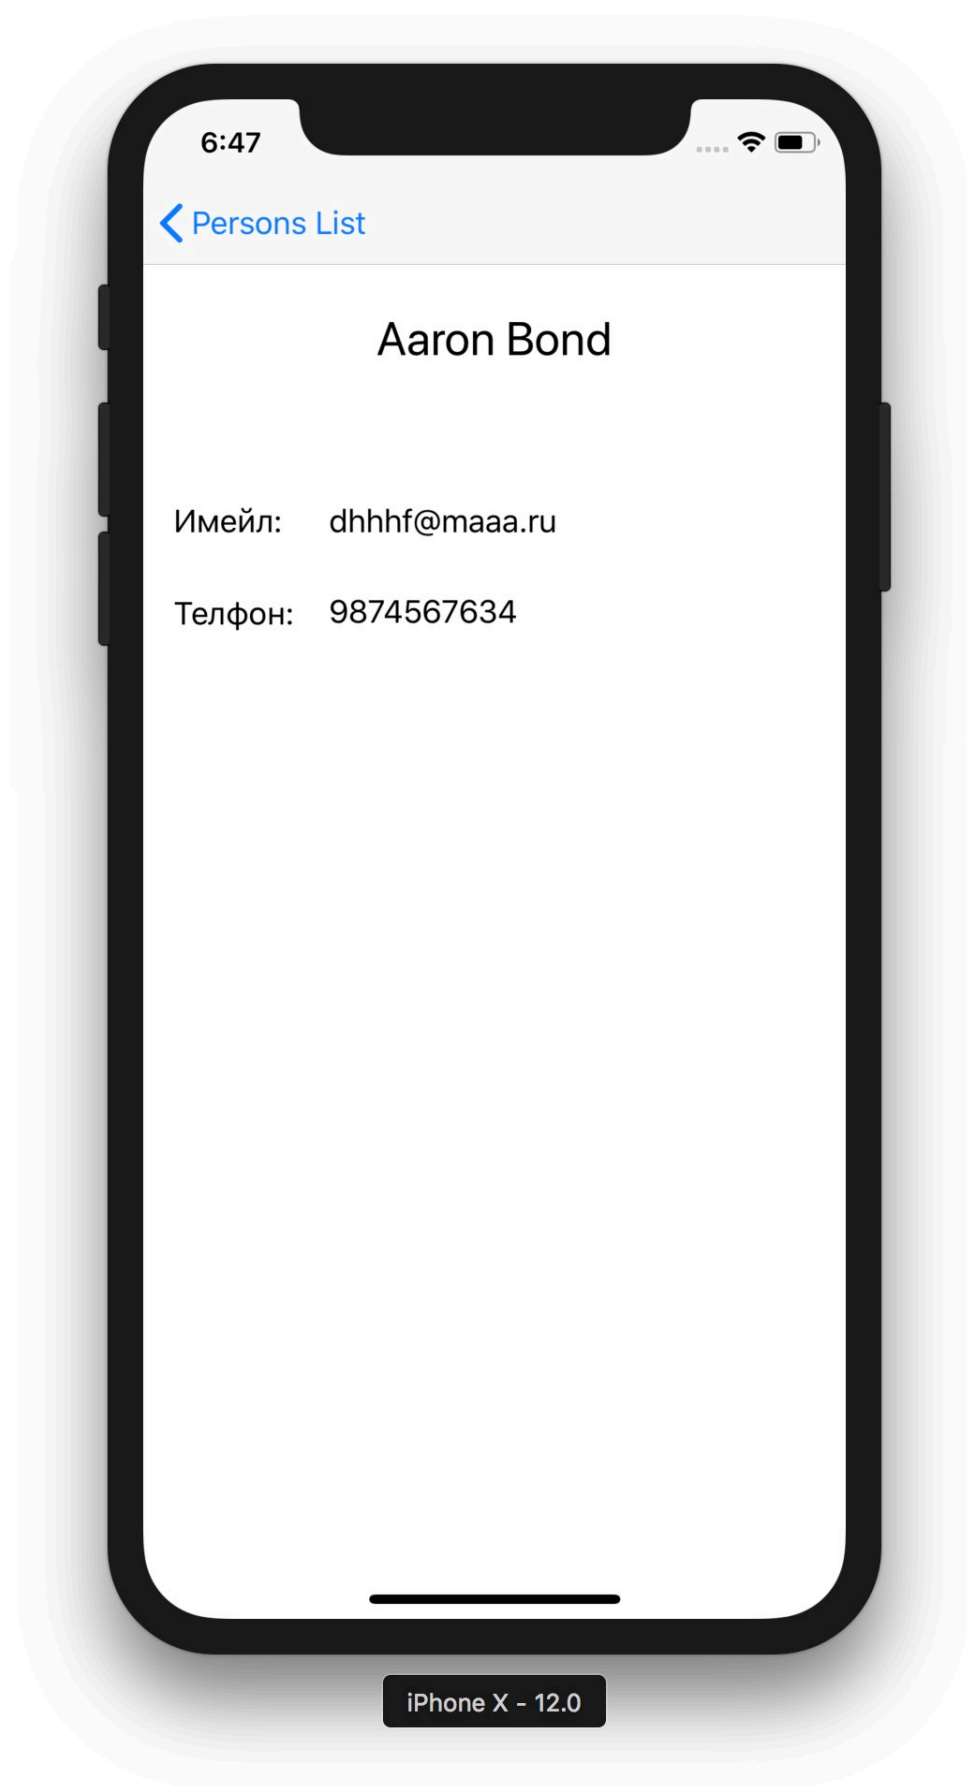 6:47
Persons List
Aaron Bond
Имейл: dhhhf@maaa.ru
Телфон: 9874567634
iPhone X - 12.0